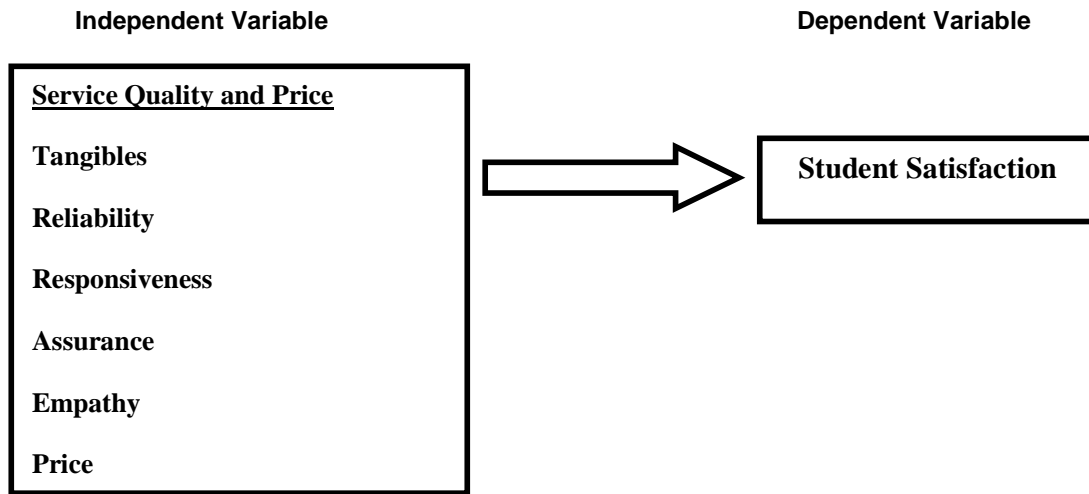 Independent Variable
Dependent Variable
Service Quality and Price
Tangibles
Reliability
Responsiveness
Assurance
Empathy
Price
Student Satisfaction